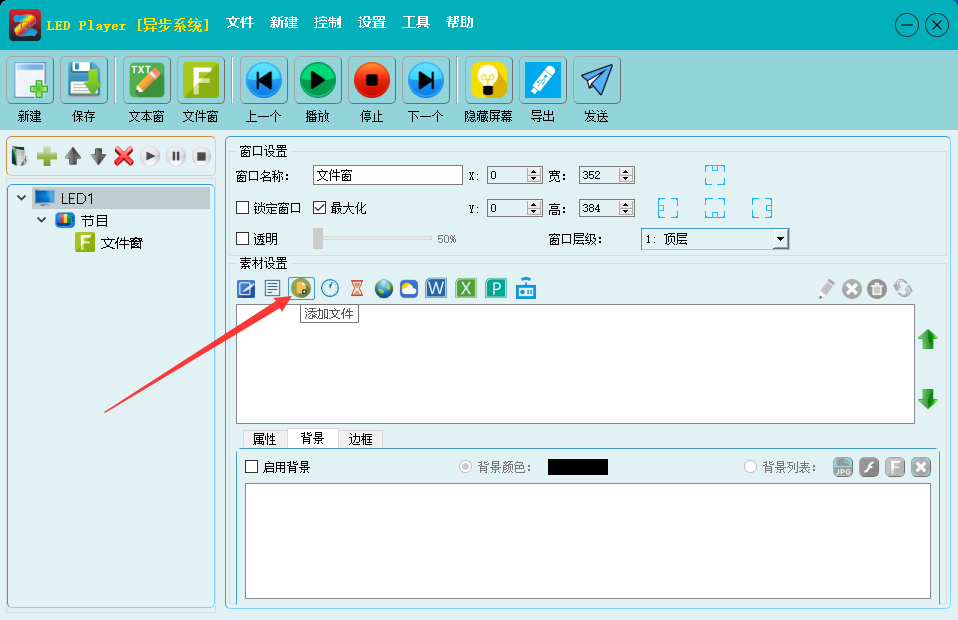 LED Player [异步系统] 文件 新建 控制 设置 工具 帮助
TXT F
新建 保存 文本窗 文件窗 上一个 播放 停止 下一个 隐藏屏幕 导出 发送
窗口设置
LED1
节目
F 文件窗
窗口名称: 文件窗 X: 0 宽: 352
锁定窗口 最大化 Y: 0 高: 384
透明 50% 窗口层级: 1: 顶层
素材设置
W X P
添加文件
属性 背景 边框
启用背景 背景颜色: 背景列表: JPG f F